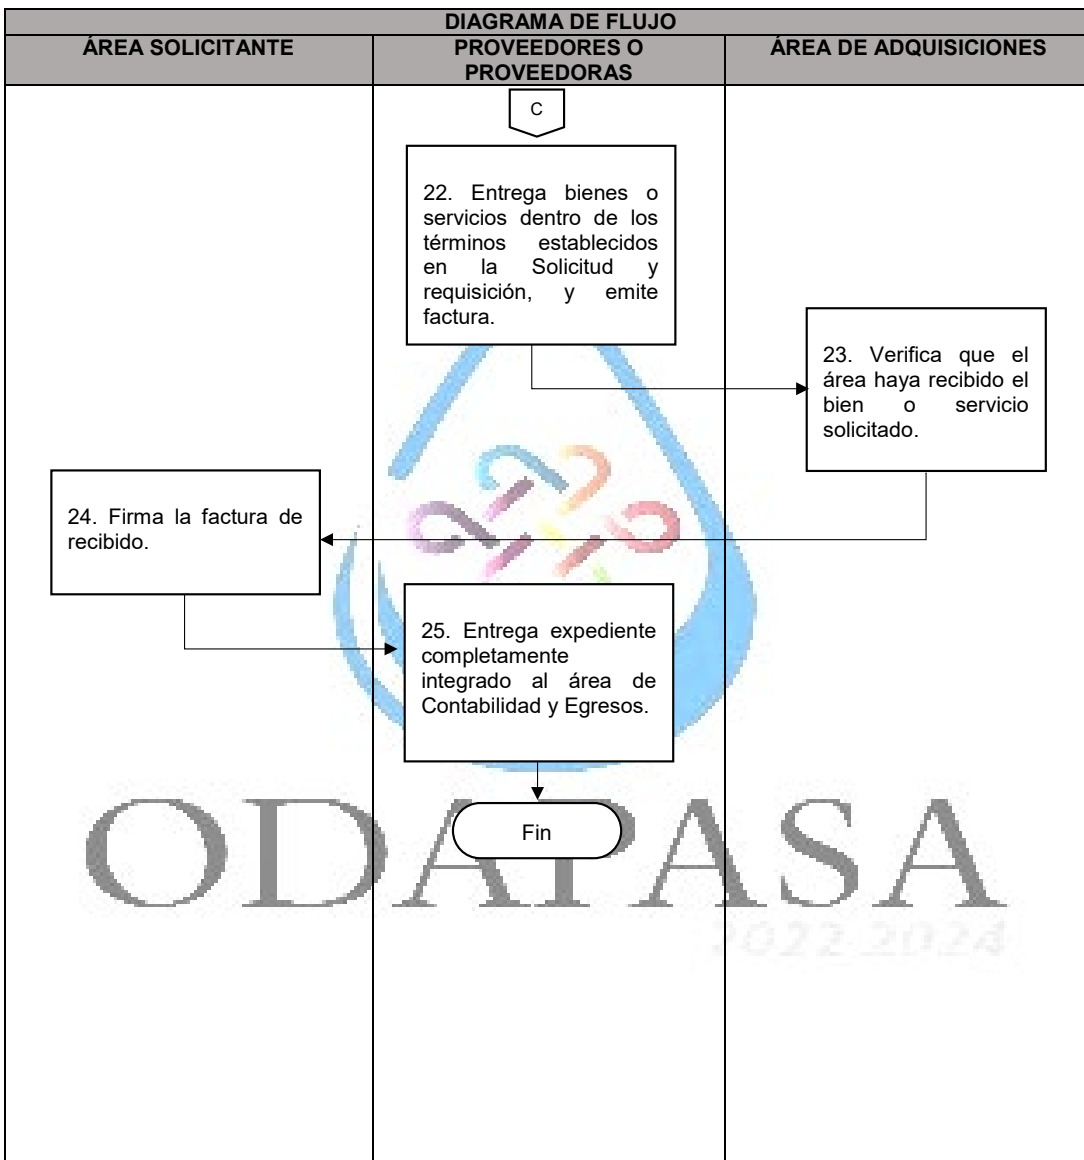 DIAGRAMA DE FLUJO
ÁREA SOLICITANTE
PROVEEDORES O
PROVEEDORAS
ÁREA DE ADQUISICIONES
C
22. Entrega bienes o
servicios dentro de los
términos establecidos
en la Solicitud y
requisición, y emite
factura.
23. Verifica que el
área haya recibido el
bien o servicio
solicitado.
24. Firma la factura de
recibido.
25. Entrega expediente
completamente
integrado al área de
Contabilidad y Egresos.
Fin
ODAPASA
2022-2024